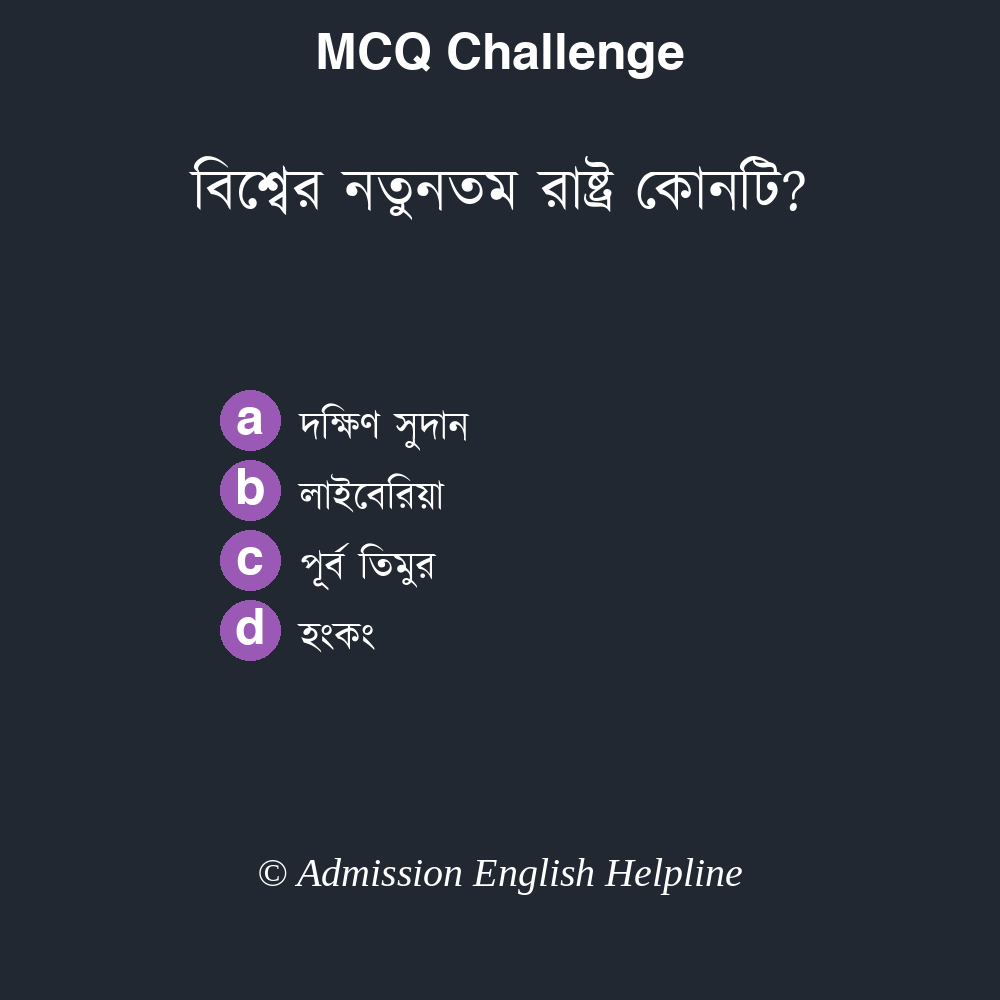 MCQ Challenge
বিশ্বের নতুনতম রাষ্ট্র কোনটি?
a দক্ষিণ সুদান
b লাইবেরিয়া
c পূর্ব তিমুর
d হংকং
© Admission English Helpline